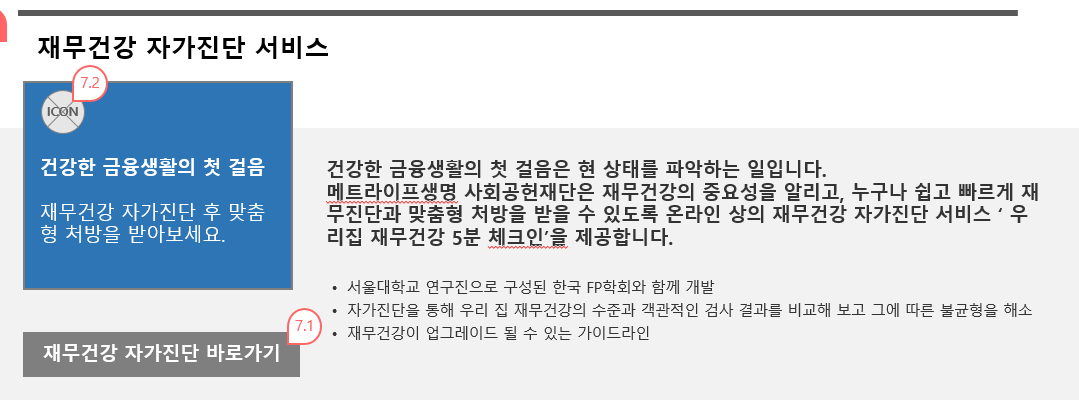 재무건강 자가진단 서비스
7.2
ICON
건강한 금융생활의 첫 걸음
재무건강 자가진단 후 맞춤
형 처방을 받아보세요.
7.1
재무건강 자가진단 바로가기
건강한 금융생활의 첫 걸음은 현 상태를 파악하는 일입니다.
메트라이프생명 사회공헌재단은 재무건강의 중요성을 알리고, 누구나 쉽고 빠르게 재
무진단과 맞춤형 처방을 받을 수 있도록 온라인 상의 재무건강 자가진단 서비스 ‘ 우
리집 재무건강 5분 체크인’을 제공합니다.
• 서울대학교 연구진으로 구성된 한국 FP학회와 함께 개발
• 자가진단을 통해 우리 집 재무건강의 수준과 객관적인 검사 결과를 비교해 보고 그에 따른 불균형을 해소
• 재무건강이 업그레이드 될 수 있는 가이드라인